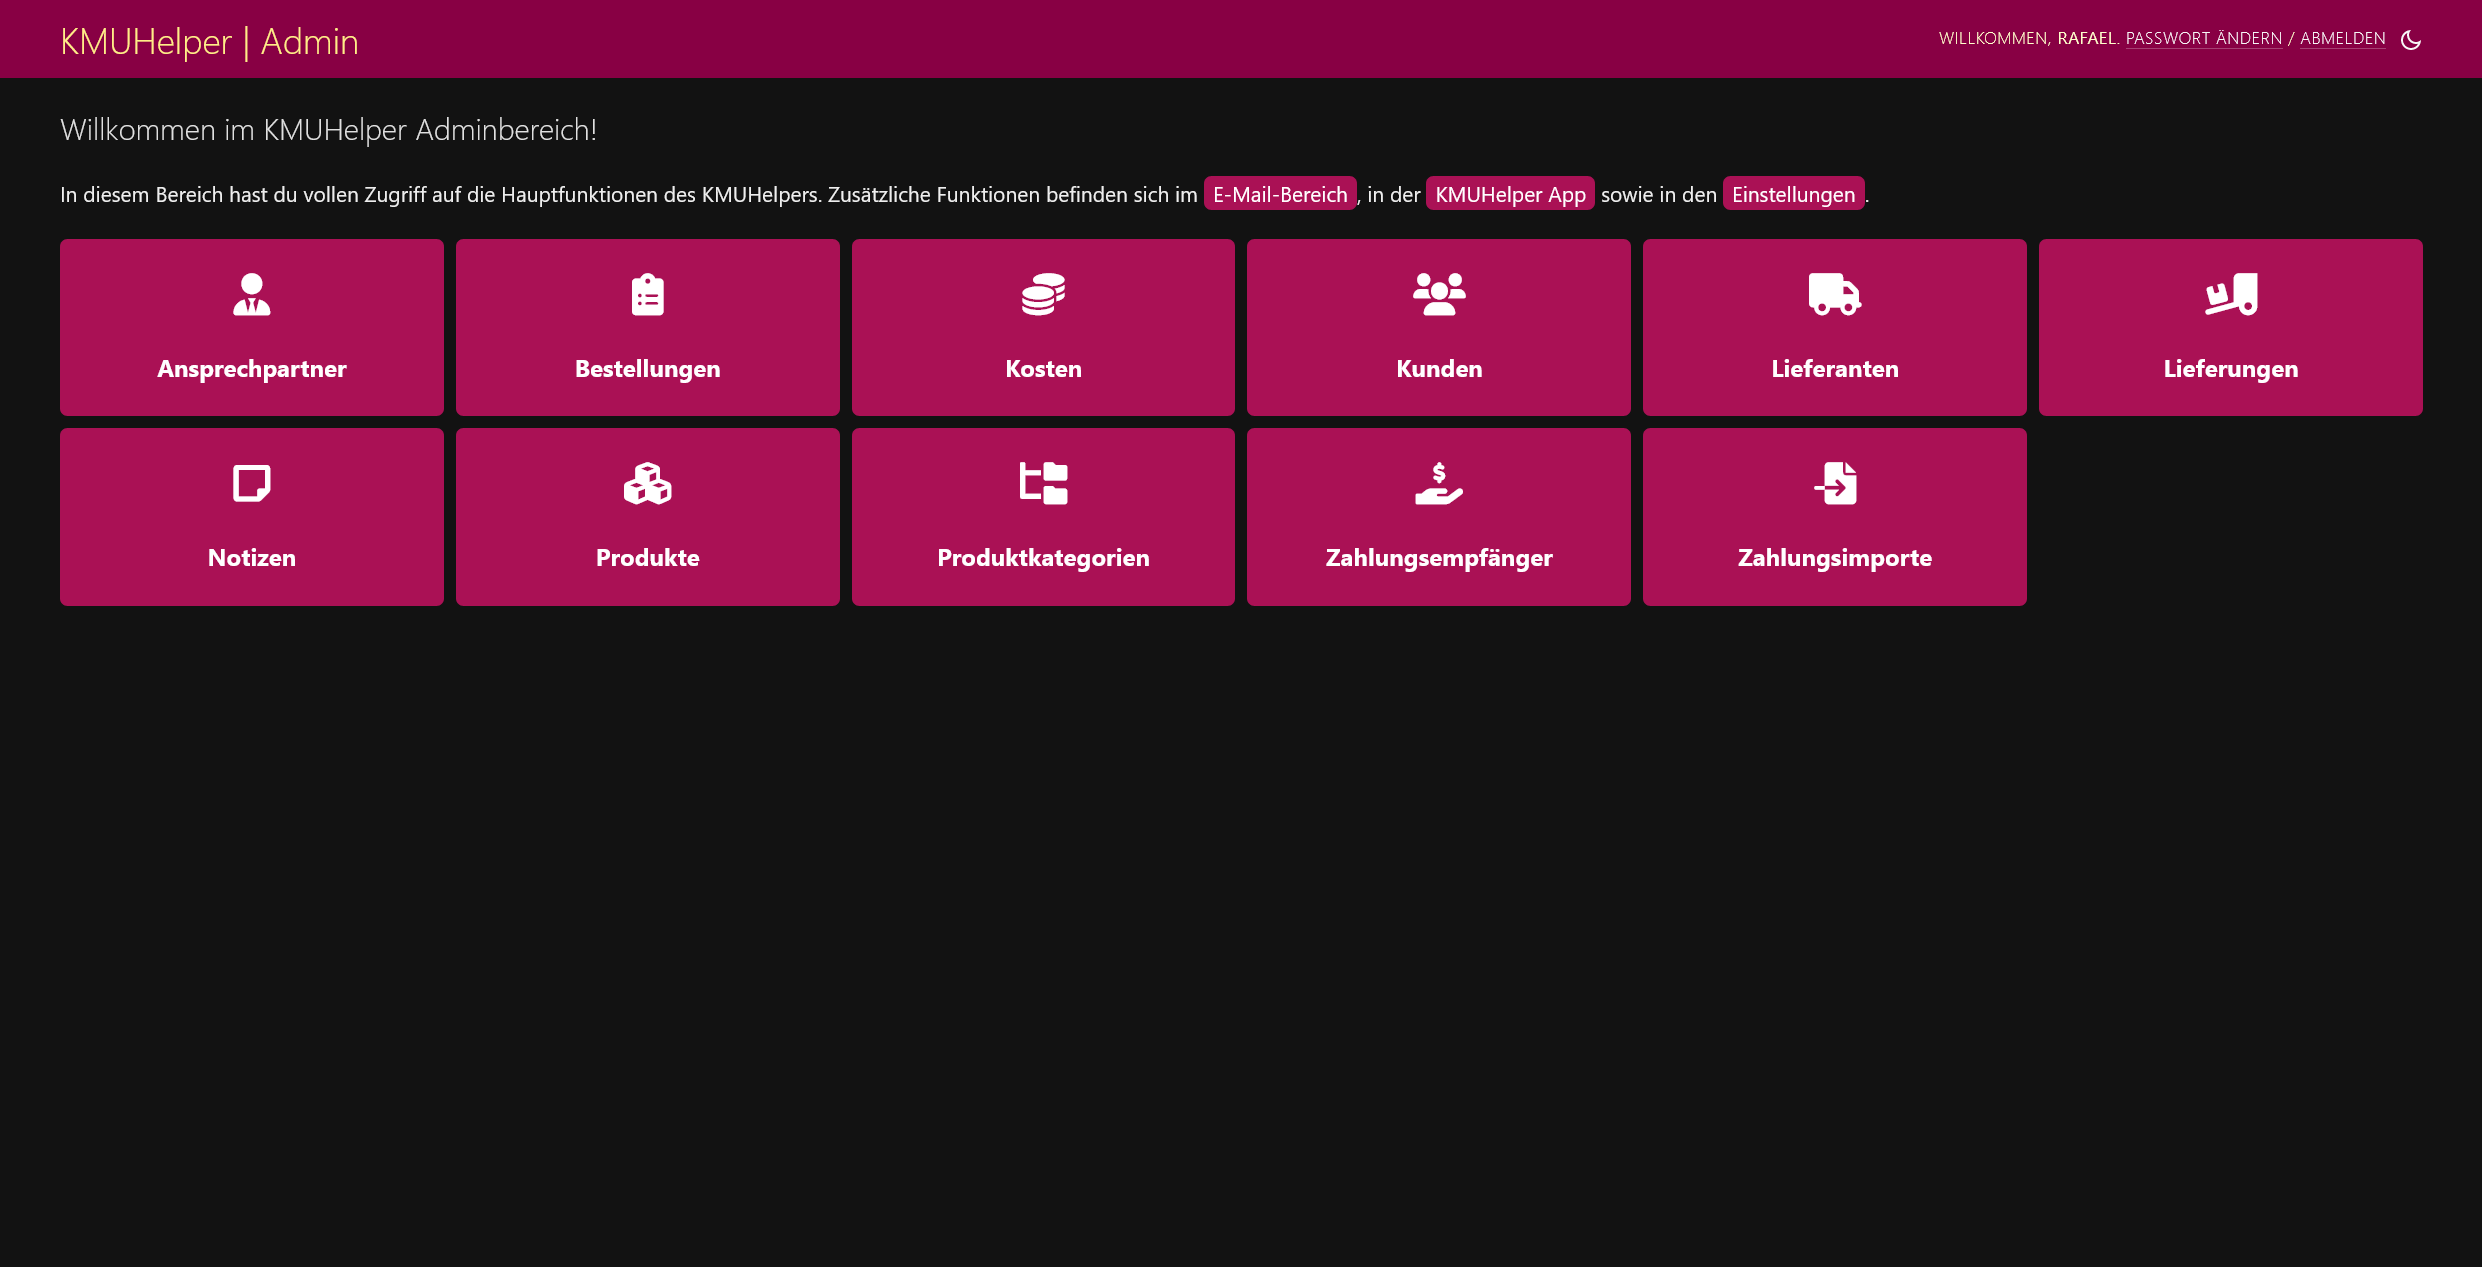 KMUHelper | Admin
WILLKOMMEN, RAFAEL. PASSWORT ÄNDERN / ABMELDEN
Willkommen im KMUHelper Adminbereich!
In diesem Bereich hast du vollen Zugriff auf die Hauptfunktionen des KMUHelpers. Zusätzliche Funktionen befinden sich im E-Mail-Bereich, in der KMUHelper App sowie in den Einstellungen.
Ansprechpartner
Bestellungen
Kosten
Kunden
Lieferanten
Lieferungen
Notizen
Produkte
Produktkategorien
Zahlungsempfänger
Zahlungsimporte